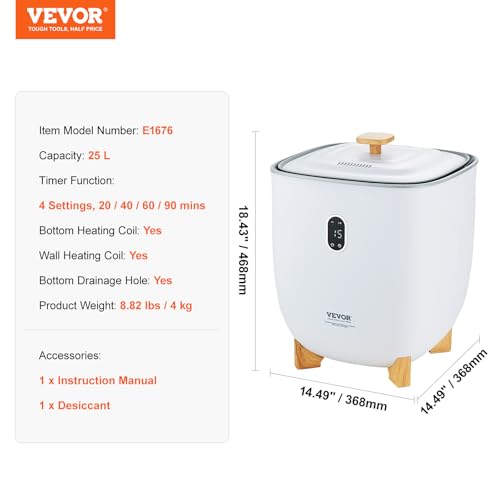 VEVOR®
TOUGH TOOLS, HALF PRICE
Item Model Number: E1676
Capacity: 25 L
Timer Function:
4 Settings, 20 / 40 / 60 / 90 mins
Bottom Heating Coil: Yes
Wall Heating Coil: Yes
Bottom Drainage Hole: Yes
Product Weight: 8.82 lbs / 4 kg
Accessories:
1 x Instruction Manual
1 x Desiccant
18.43" / 468mm
15
VEVOR
14.49" / 368mm
14.49" / 368mm